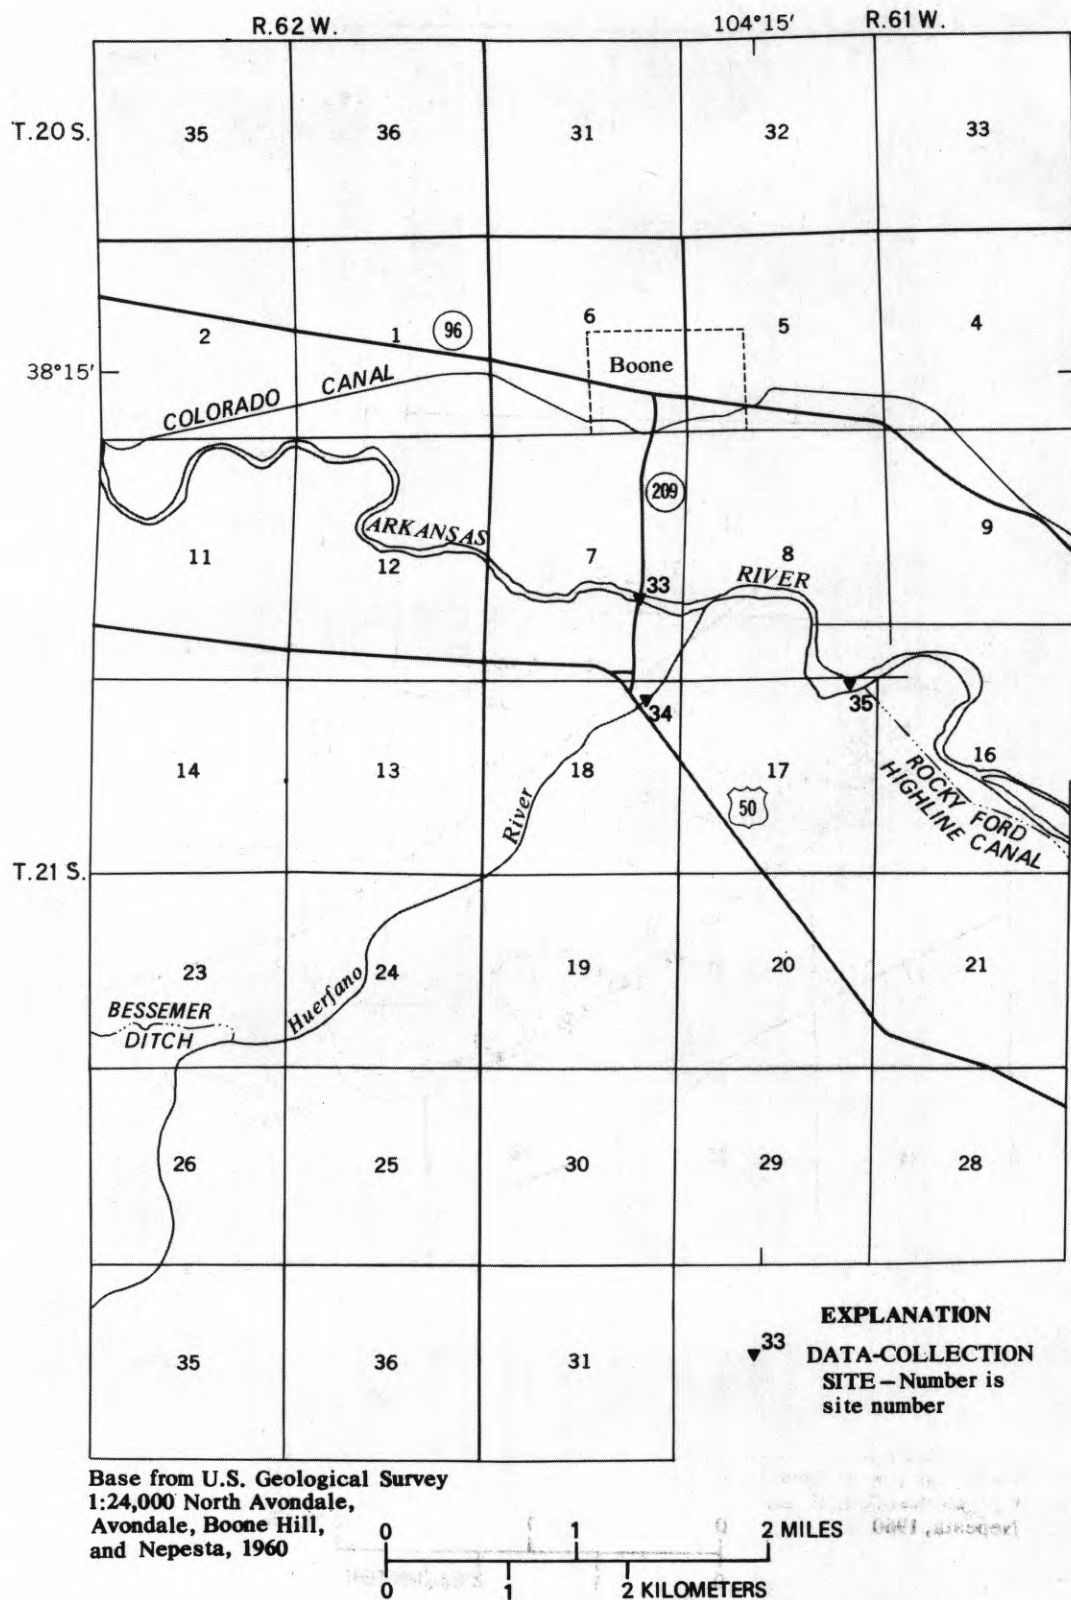 R.62 W. 104°15′ R.61 W.
T.20 S. 35 36 31 32 33
2 1 96 6 5 4
38°15′ COLORADO CANAL Boone
209
11 ARKANSAS 12 7 8 RIVER 9
33
34 35
14 13 18 17 16
River 50 ROCKY FORD
HIGHLINE CANAL
T.21 S.
23 24 19 20 21
BESSEMER
DITCH
Huerfano
26 25 30 29 28
35 36 31
EXPLANATION
33
DATA-COLLECTION
SITE – Number is
site number
Base from U.S. Geological Survey
1:24,000 North Avondale,
Avondale, Boone Hill,
and Nepesta, 1960
0 1 2 MILES
0 1 2 KILOMETERS